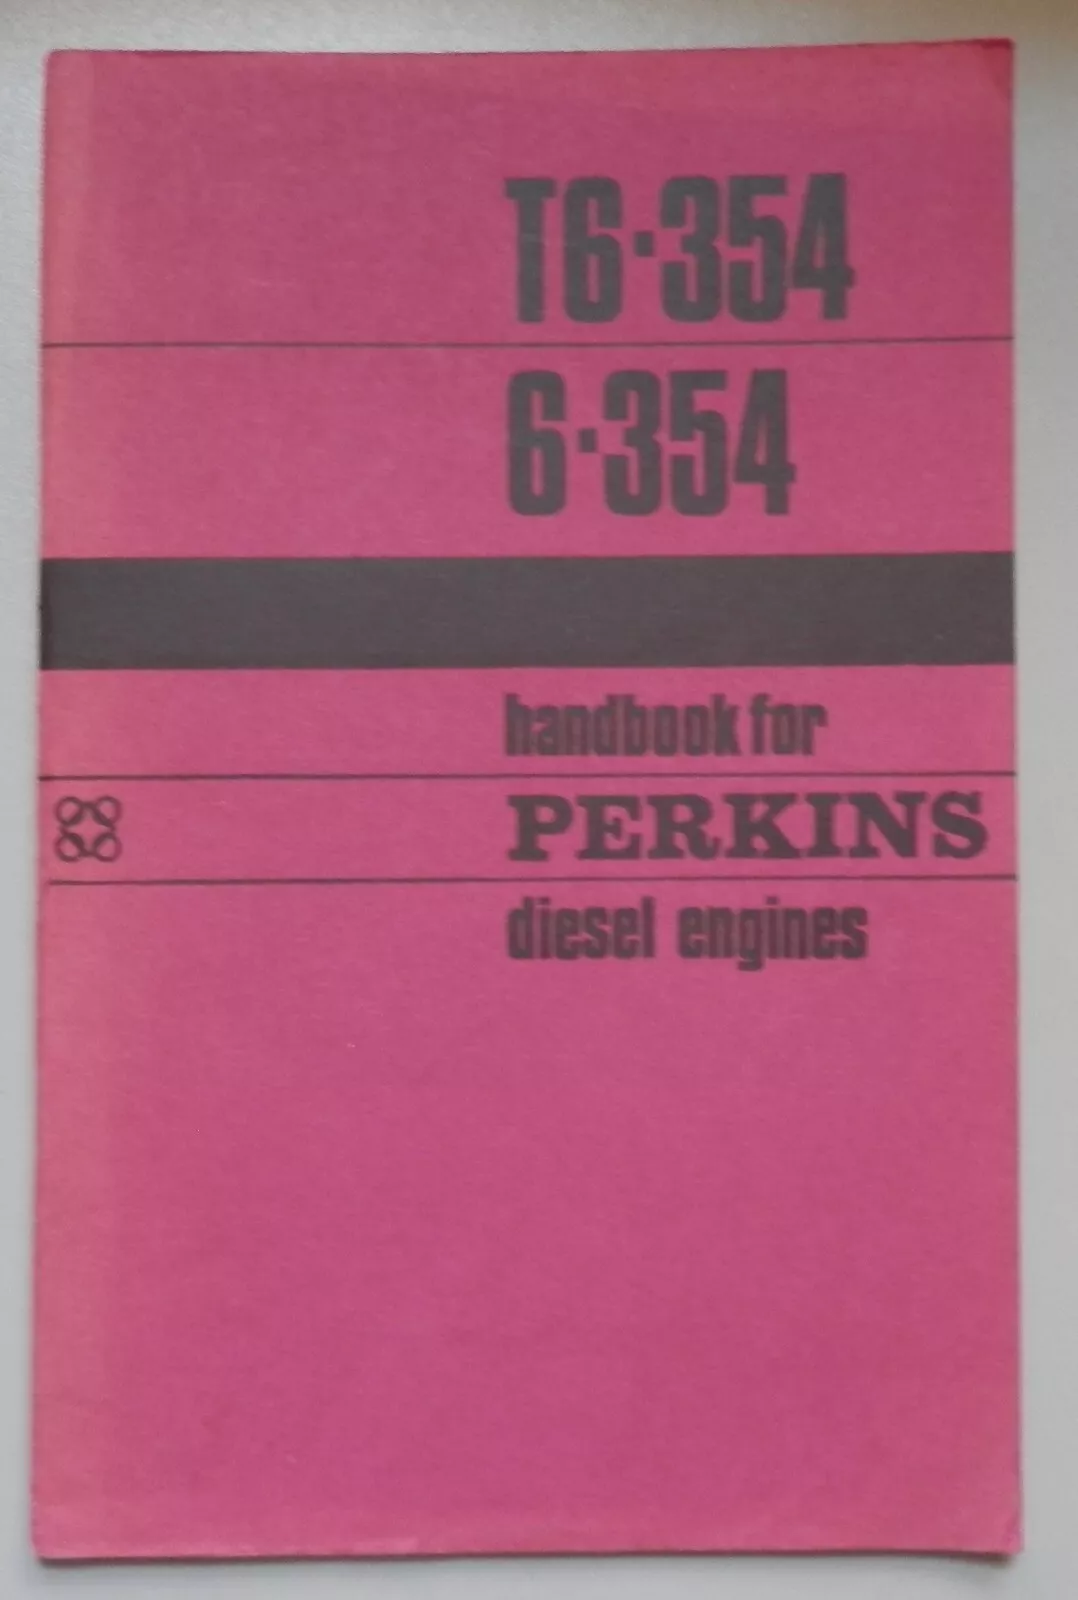 T6·354
6·354
handbook for
PERKINS
diesel engines